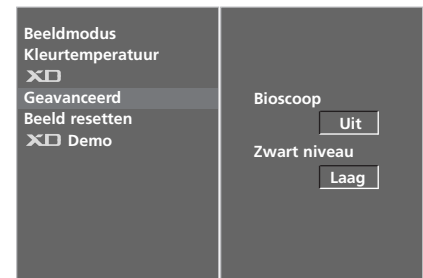 Beeldmodus
Kleurtemperatuur
XD
Geavanceerd
Beeld resetten
XD Demo
Bioscoop
Uit
Zwart niveau
Laag